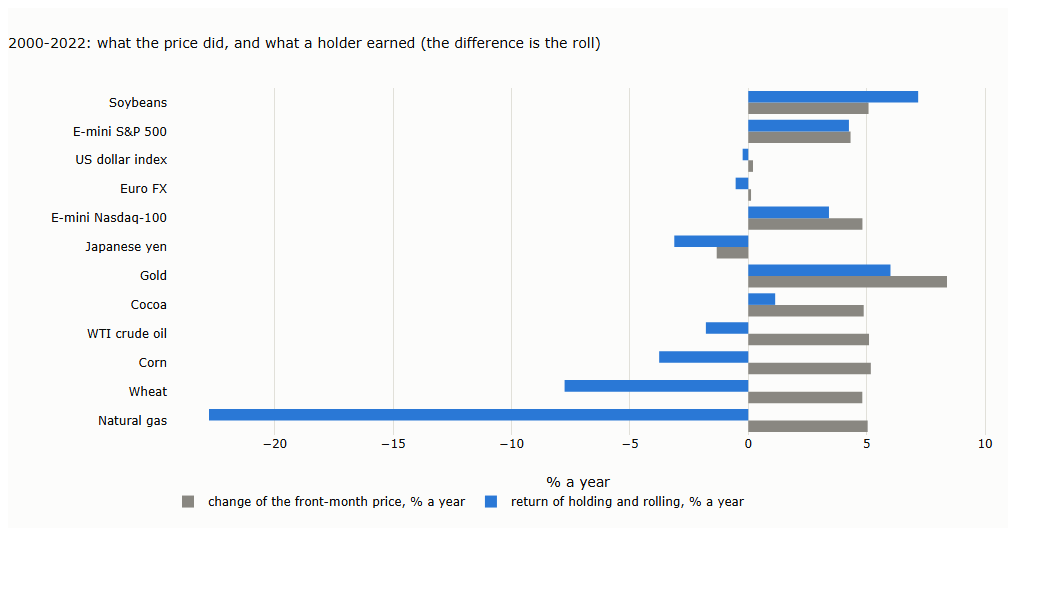 2000-2022: what the price did, and what a holder earned (the difference is the roll)
Soybeans
E-mini S&P 500
US dollar index
Euro FX
E-mini Nasdaq-100
Japanese yen
Gold
Cocoa
WTI crude oil
Corn
Wheat
Natural gas
−20 −15 −10 −5 0 5 10
% a year
change of the front-month price, % a year return of holding and rolling, % a year